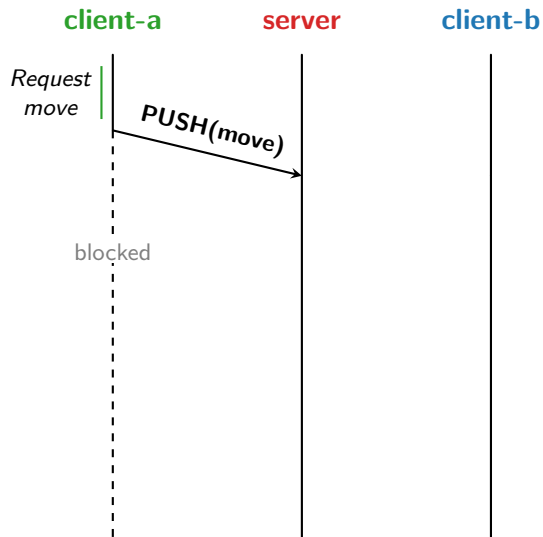 client-a server client-b
Request
move
PUSH(move)
blocked